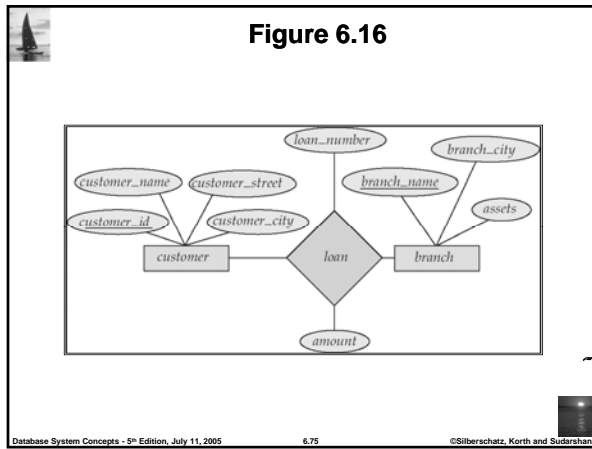 Figure 6.16
loan_number
branch_city
customer_name customer_street branch_name
assets
customer_id customer_city
customer loan branch
amount
Database System Concepts - 5th Edition, July 11, 2005 6.75 ©Silberschatz, Korth and Sudarshan